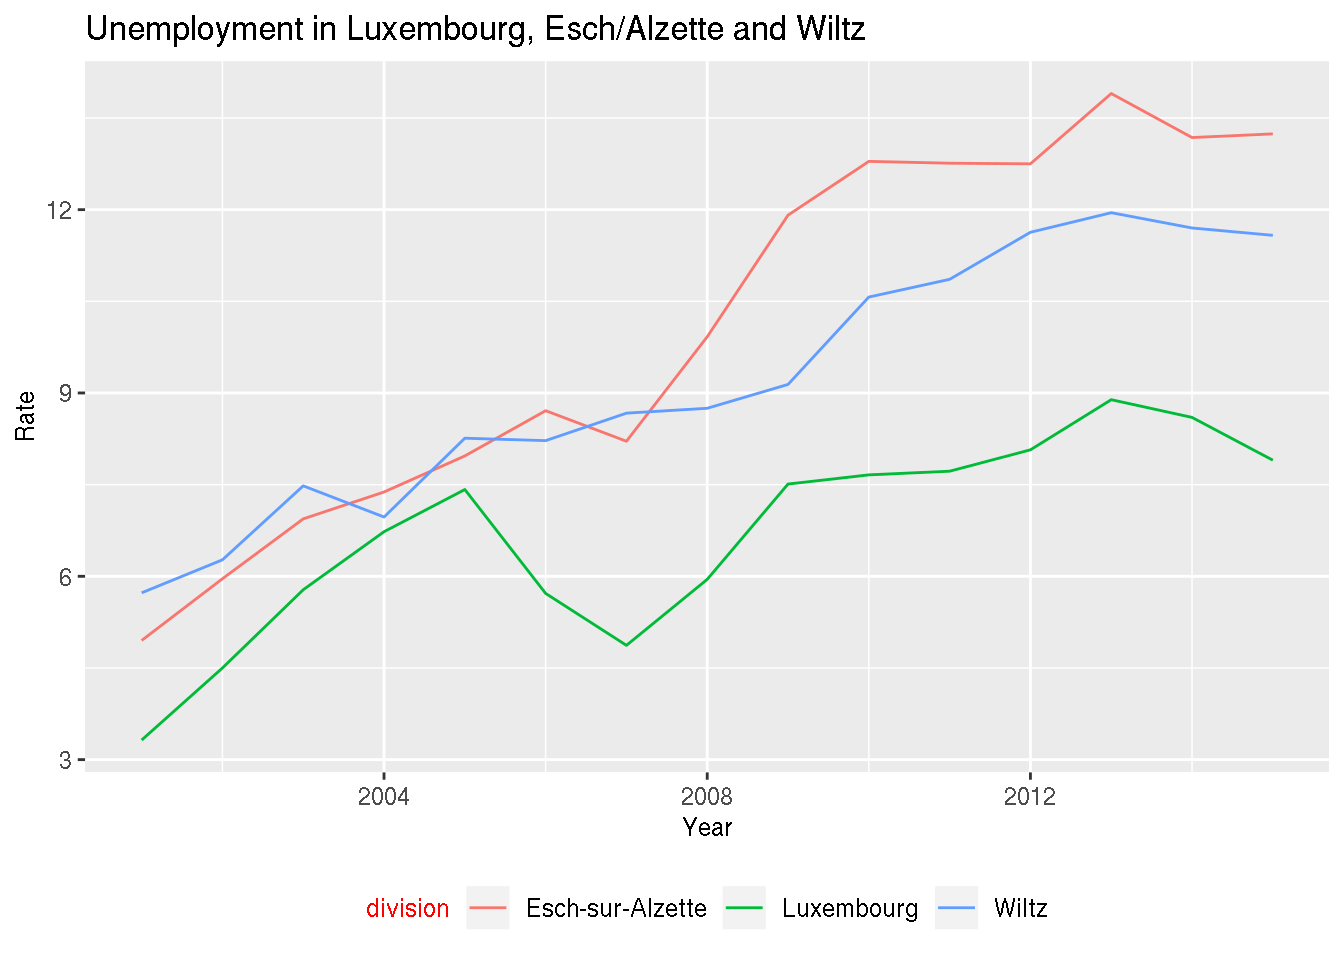 Unemployment in Luxembourg, Esch/Alzette and Wiltz
12
9
6
3
Rate
2004 2008 2012
Year
division Esch-sur-Alzette Luxembourg Wiltz